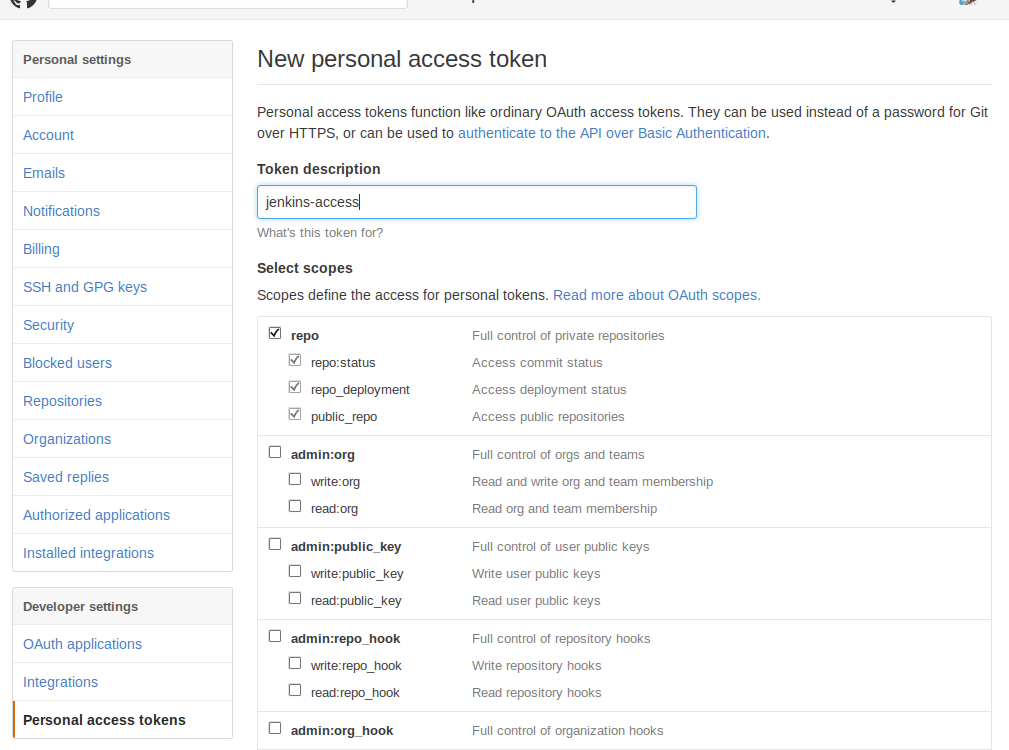 Personal settings
Profile
Account
Emails
Notifications
Billing
SSH and GPG keys
Security
Blocked users
Repositories
Organizations
Saved replies
Authorized applications
Installed integrations
Developer settings
OAuth applications
Integrations
Personal access tokens
New personal access token
Personal access tokens function like ordinary OAuth access tokens. They can be used instead of a password for Git
over HTTPS, or can be used to authenticate to the API over Basic Authentication.
Token description
jenkins-access
What's this token for?
Select scopes
Scopes define the access for personal tokens. Read more about OAuth scopes.
repo Full control of private repositories
repo:status Access commit status
repo_deployment Access deployment status
public_repo Access public repositories
admin:org Full control of orgs and teams
write:org Read and write org and team membership
read:org Read org and team membership
admin:public_key Full control of user public keys
write:public_key Write user public keys
read:public_key Read user public keys
admin:repo_hook Full control of repository hooks
write:repo_hook Write repository hooks
read:repo_hook Read repository hooks
admin:org_hook Full control of organization hooks